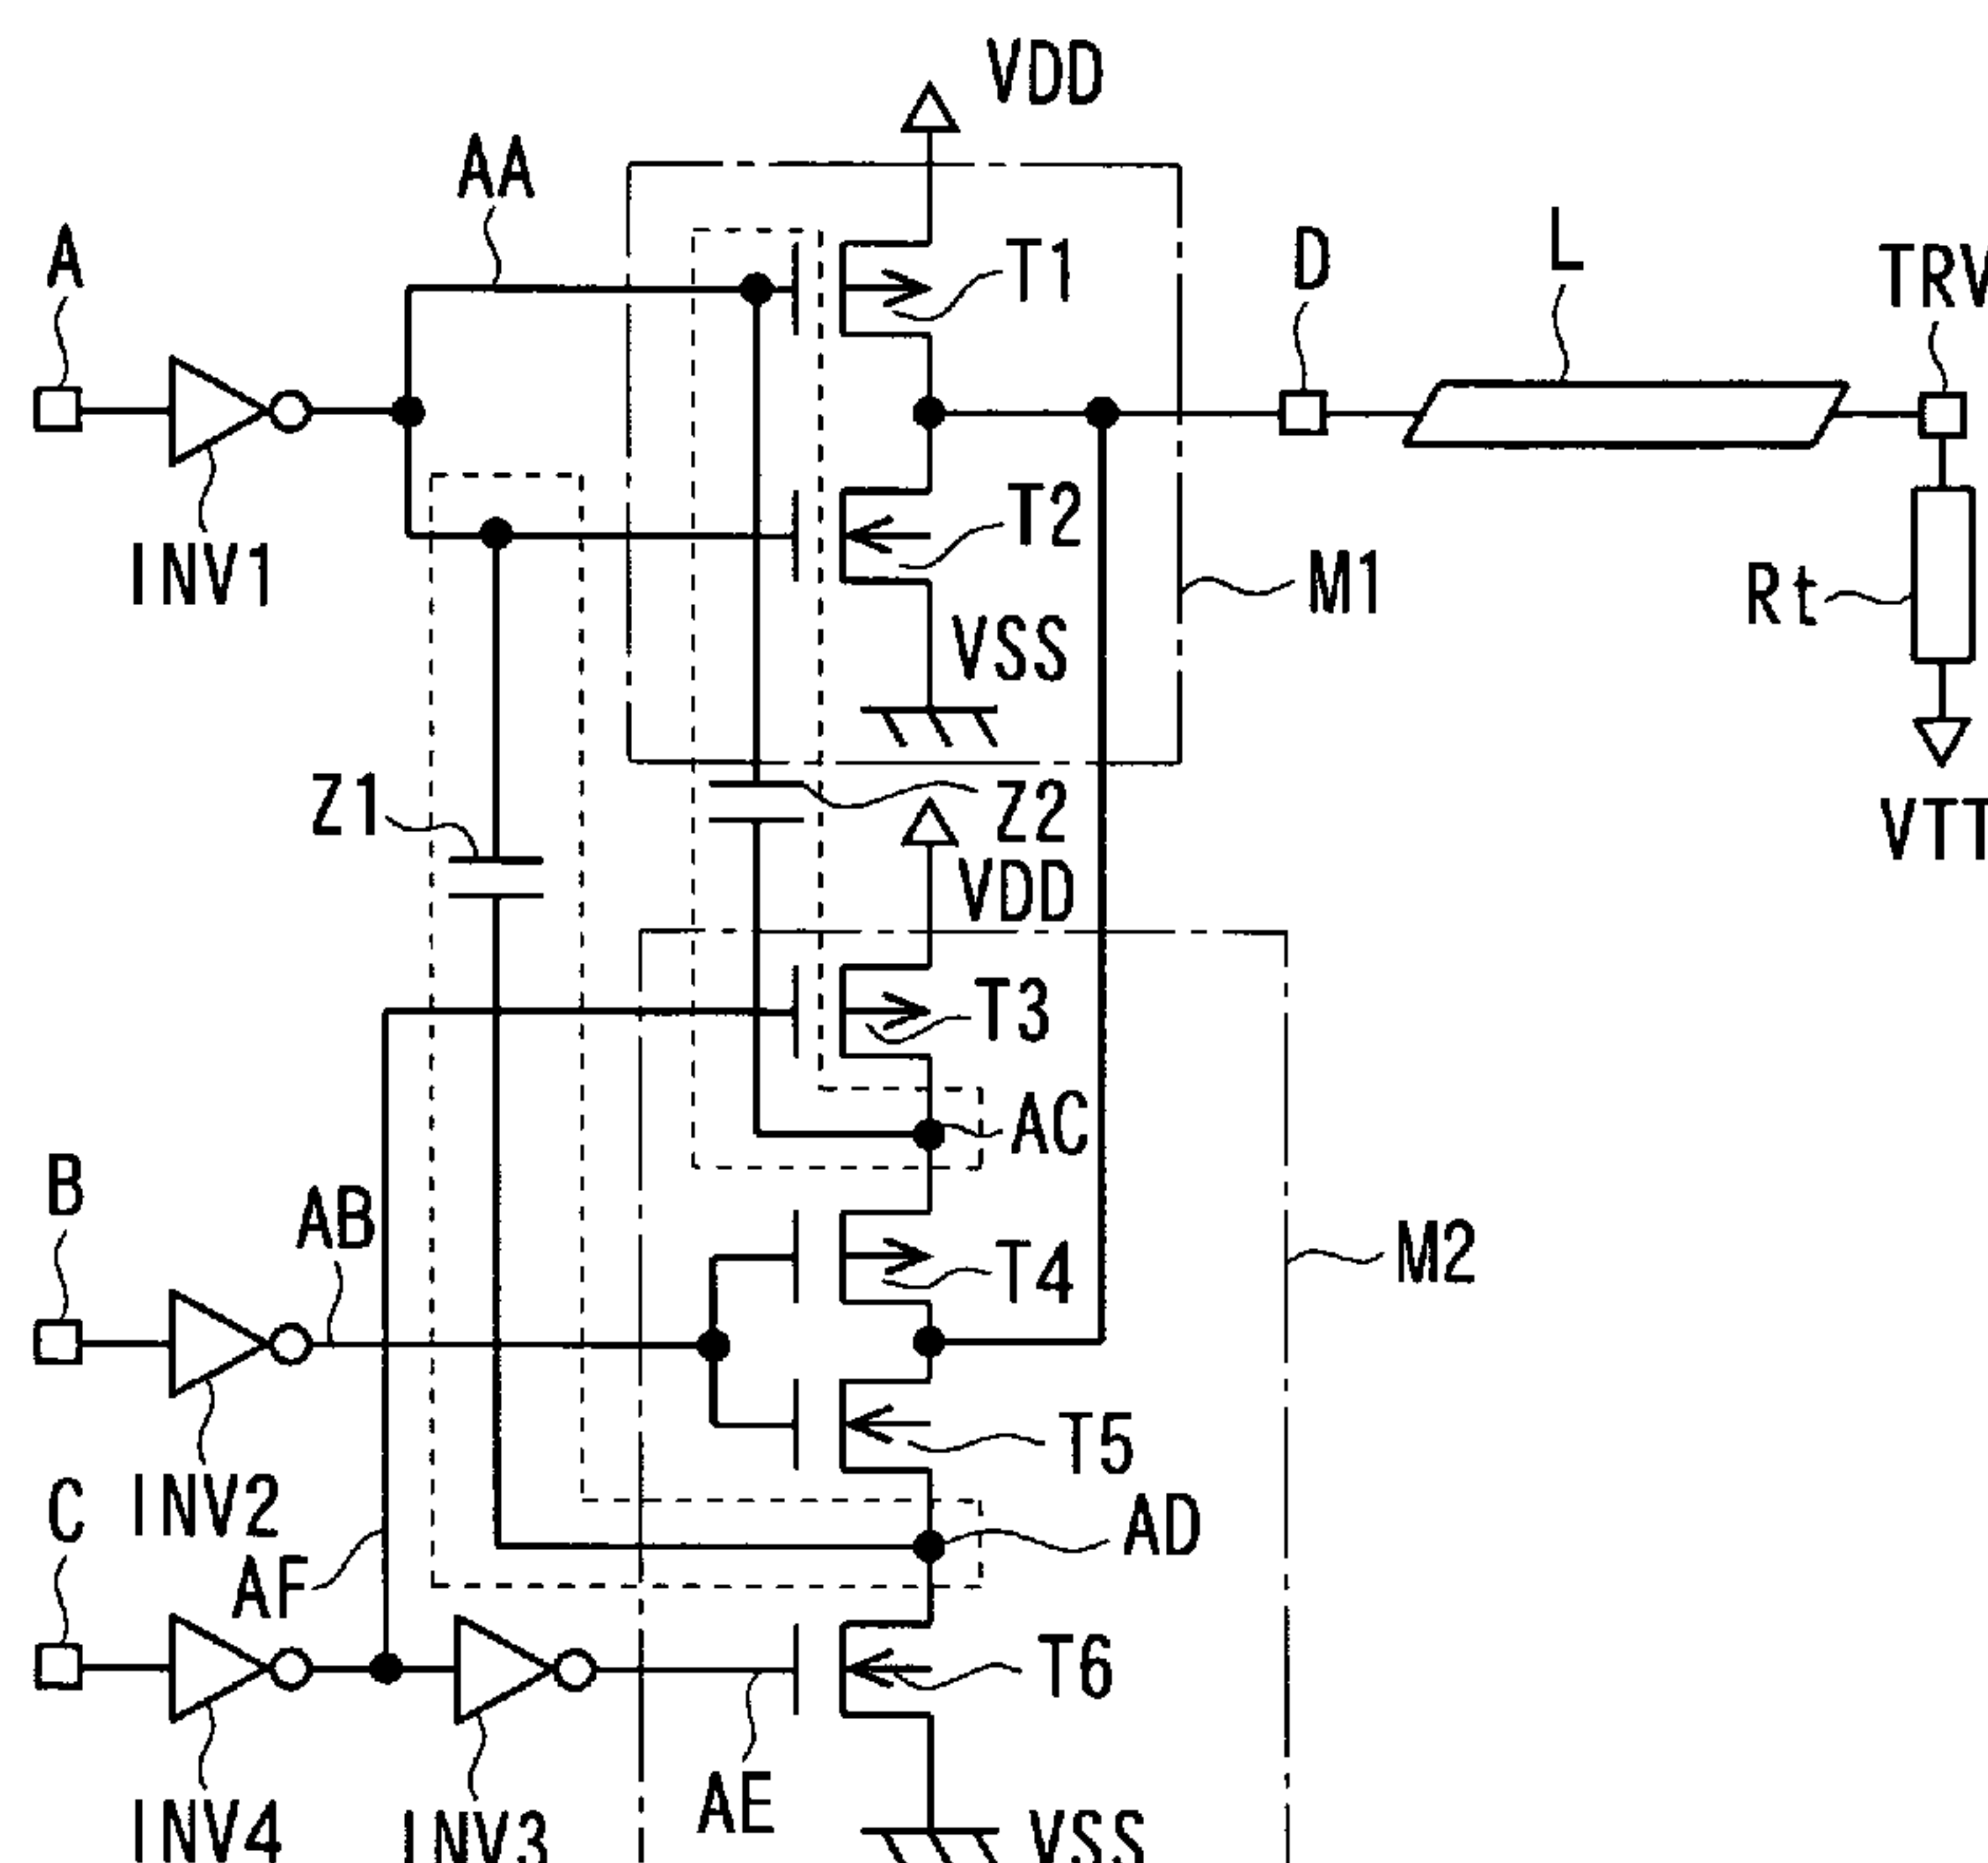 VDD
AA
A
T1
D
L
TRV
INV1
T2
M1
Rt
VSS
Z1
Z2
VTT
VDD
T3
AC
B
AB
T4
M2
T5
INV2
C
AD
AF
T6
AE
INV4
INV3
VSS